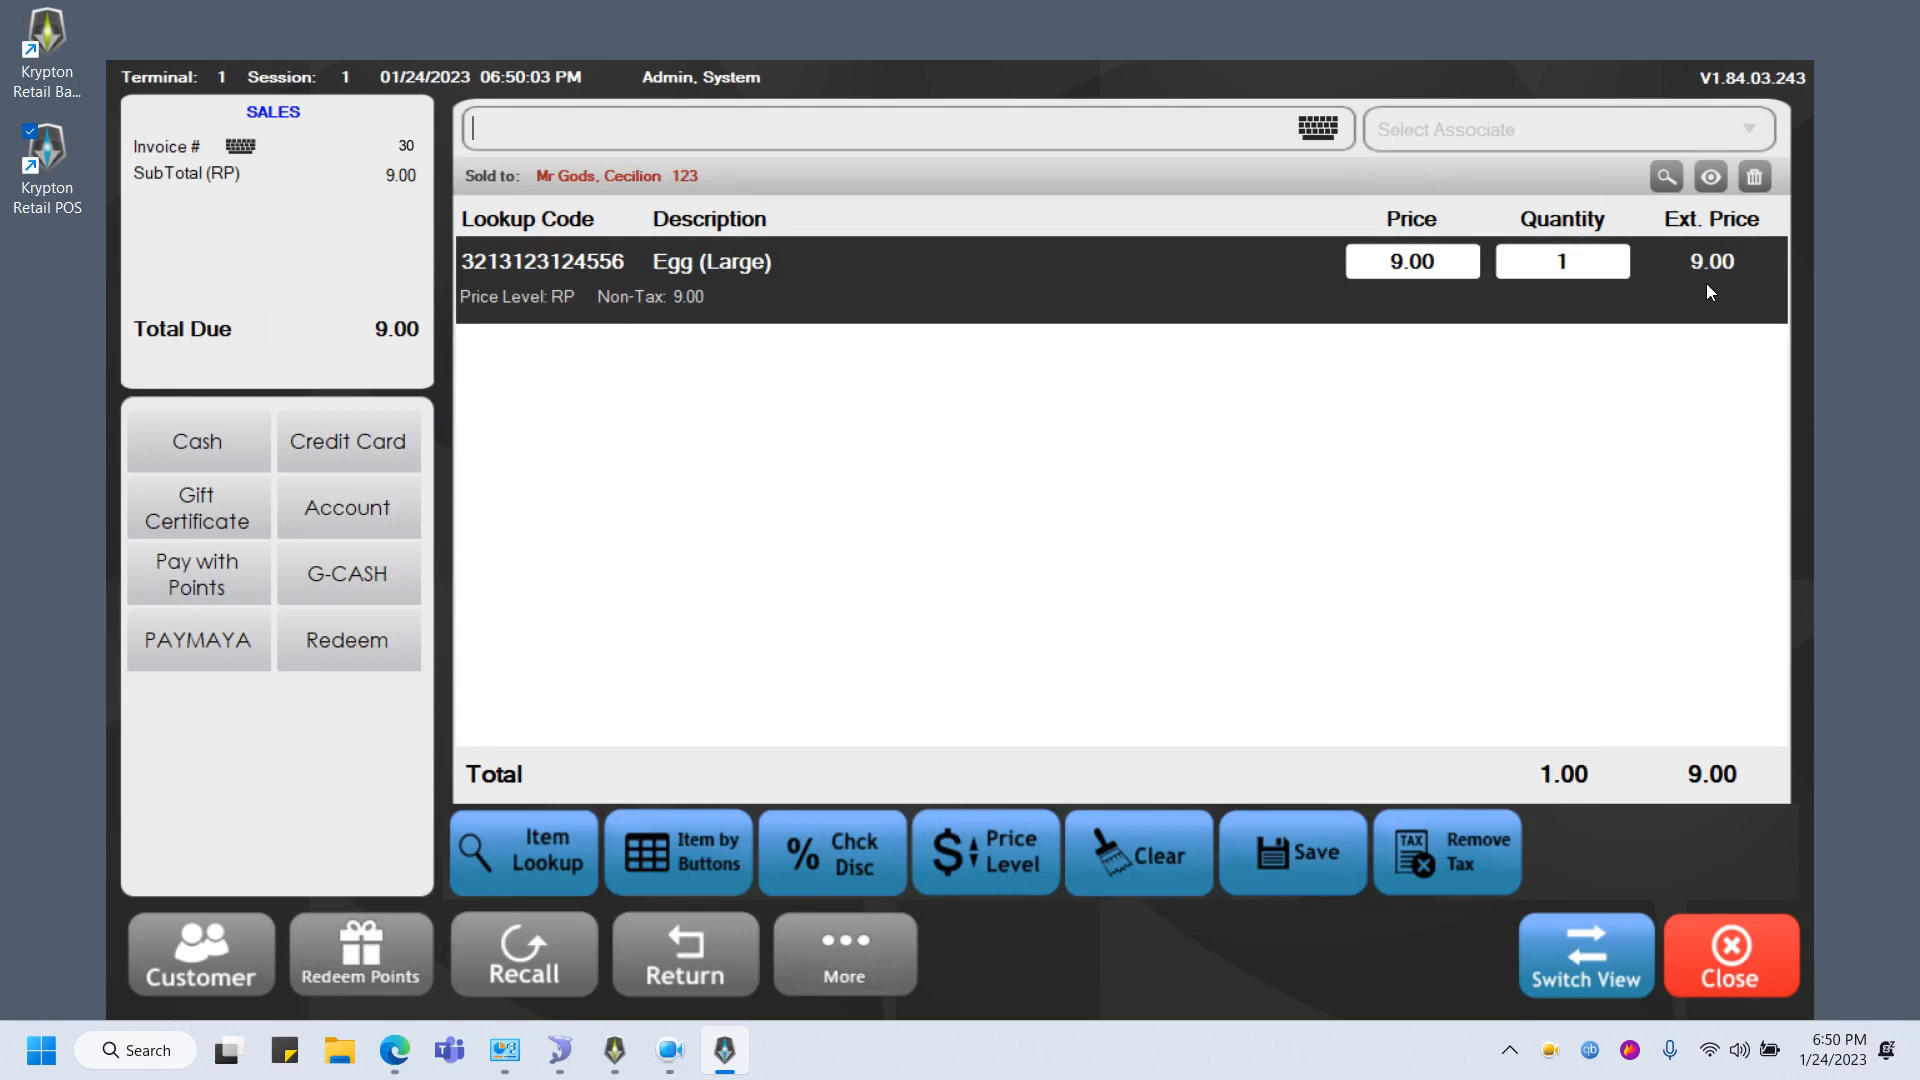 Krypton
Retail Ba...
Krypton
Retail POS
Terminal: 1 Session: 1 01/24/2023 06:50:03 PM Admin, System V1.84.03.243
SALES
Invoice # 30
SubTotal (RP) 9.00
Total Due 9.00
Select Associate
Sold to: Mr Gods, Cecilion 123
Lookup Code Description Price Quantity Ext. Price
3213123124556 Egg (Large) 9.00 1 9.00
Price Level: RP Non-Tax: 9.00
Cash
Credit Card
Gift
Certificate
Account
Pay with
Points
G-CASH
PAYMAYA
Redeem
Total 1.00 9.00
Item
Lookup
Item by
Buttons
% Chck
Disc
$ Price
Level
Clear
Save
TAX Remove
Tax
Customer
Redeem Points
Recall
Return
More
Switch View
Close
Search
qb
6:50 PM
1/24/2023